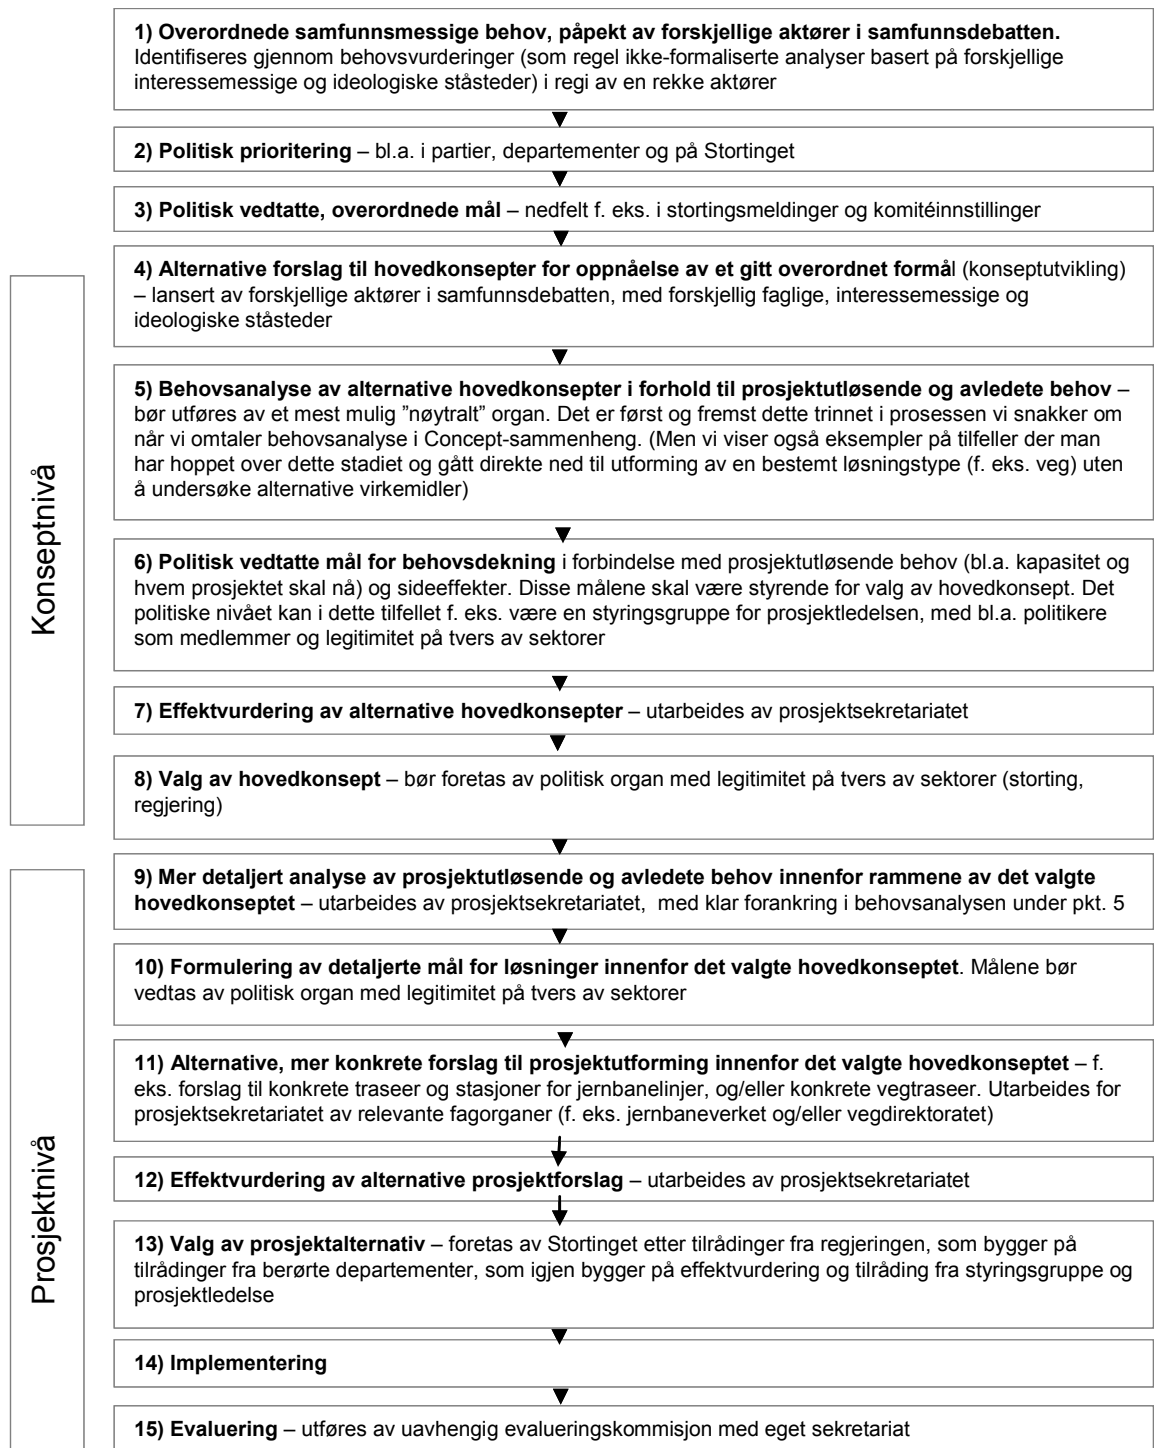 1) Overordnede samfunnsmessige behov, påpekt av forskjellige aktører i samfunnsdebatten.
Identifiseres gjennom behovsvurderinger (som regel ikke-formaliserte analyser basert på forskjellige
interessemessige og ideologiske ståsteder) i regi av en rekke aktører
2) Politisk prioritering – bl.a. i partier, departementer og på Stortinget
3) Politisk vedtatte, overordnede mål – nedfelt f. eks. i stortingsmeldinger og komitéinnstillinger
Konseptnivå
4) Alternative forslag til hovedkonsepter for oppnåelse av et gitt overordnet formål (konseptutvikling)
– lansert av forskjellige aktører i samfunnsdebatten, med forskjellig faglige, interessemessige og
ideologiske ståsteder
5) Behovsanalyse av alternative hovedkonsepter i forhold til prosjektutløsende og avledete behov –
bør utføres av et mest mulig ”nøytralt” organ. Det er først og fremst dette trinnet i prosessen vi snakker om
når vi omtaler behovsanalyse i Concept-sammenheng. (Men vi viser også eksempler på tilfeller der man
har hoppet over dette stadiet og gått direkte ned til utforming av en bestemt løsningstype (f. eks. veg) uten
å undersøke alternative virkemidler)
6) Politisk vedtatte mål for behovsdekning i forbindelse med prosjektutløsende behov (bl.a. kapasitet og
hvem prosjektet skal nå) og sideeffekter. Disse målene skal være styrende for valg av hovedkonsept. Det
politiske nivået kan i dette tilfellet f. eks. være en styringsgruppe for prosjektledelsen, med bl.a. politikere
som medlemmer og legitimitet på tvers av sektorer
7) Effektvurdering av alternative hovedkonsepter – utarbeides av prosjektsekretariatet
8) Valg av hovedkonsept – bør foretas av politisk organ med legitimitet på tvers av sektorer (storting,
regjering)
Prosjektnivå
9) Mer detaljert analyse av prosjektutløsende og avledete behov innenfor rammene av det valgte
hovedkonseptet – utarbeides av prosjektsekretariatet, med klar forankring i behovsanalysen under pkt. 5
10) Formulering av detaljerte mål for løsninger innenfor det valgte hovedkonseptet. Målene bør
vedtas av politisk organ med legitimitet på tvers av sektorer
11) Alternative, mer konkrete forslag til prosjektutforming innenfor det valgte hovedkonseptet – f.
eks. forslag til konkrete traseer og stasjoner for jernbanelinjer, og/eller konkrete vegtraseer. Utarbeides for
prosjektsekretariatet av relevante fagorganer (f. eks. jernbaneverket og/eller vegdirektoratet)
12) Effektvurdering av alternative prosjektforslag – utarbeides av prosjektsekretariatet
13) Valg av prosjektalternativ – foretas av Stortinget etter tilrådinger fra regjeringen, som bygger på
tilrådinger fra berørte departementer, som igjen bygger på effektvurdering og tilråding fra styringsgruppe og
prosjektledelse
14) Implementering
15) Evaluering – utføres av uavhengig evalueringskommisjon med eget sekretariat